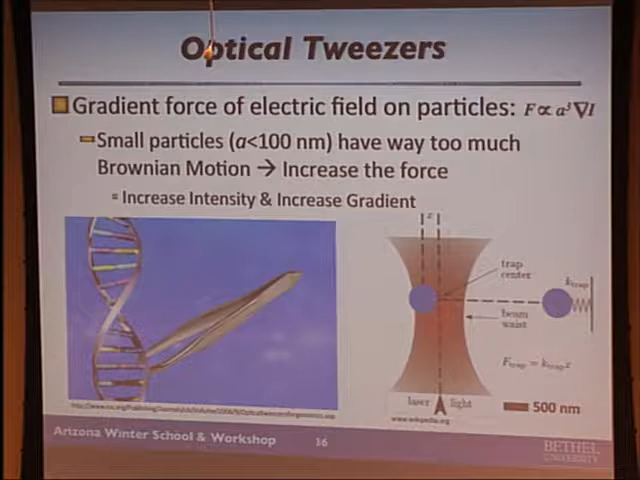 Optical Tweezers
Gradient force of electric field on particles: F ∝ a³∇I
Small particles (a<100 nm) have way too much
Brownian Motion → Increase the force
Increase Intensity & Increase Gradient
x
trap
center
k_trap
beam
waist
F_trap = k_trap x
laser light
500 nm
www.wikpedia.org
Arizona Winter School & Workshop
16
BETHEL
UNIVERSITY